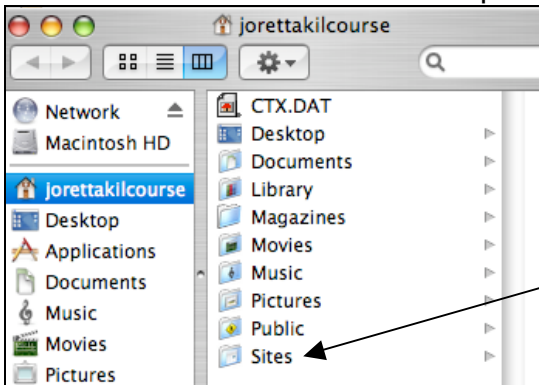 jorettakilcourse
Network
Macintosh HD
jorettakilcourse
Desktop
Applications
Documents
Music
Movies
Pictures
CTX.DAT
Desktop
Documents
Library
Magazines
Movies
Music
Pictures
Public
Sites